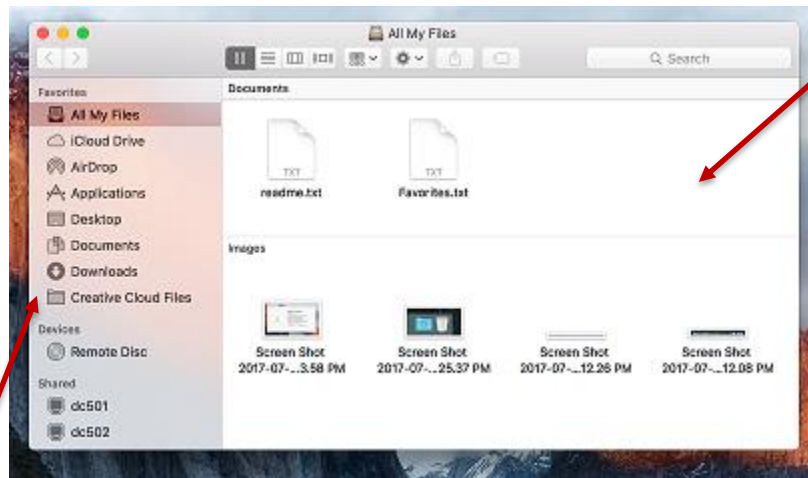 All My Files
Search
Favorites
All My Files
iCloud Drive
AirDrop
Applications
Desktop
Documents
Downloads
Creative Cloud Files
Devices
Remote Disc
Shared
dc501
dc502
Documents
TXT
TXT
readme.txt
Favorites.txt
Images
Screen Shot
2017-07-...3.58 PM
Screen Shot
2017-07-...25.37 PM
Screen Shot
2017-07-...12.26 PM
Screen Shot
2017-07-...12.08 PM